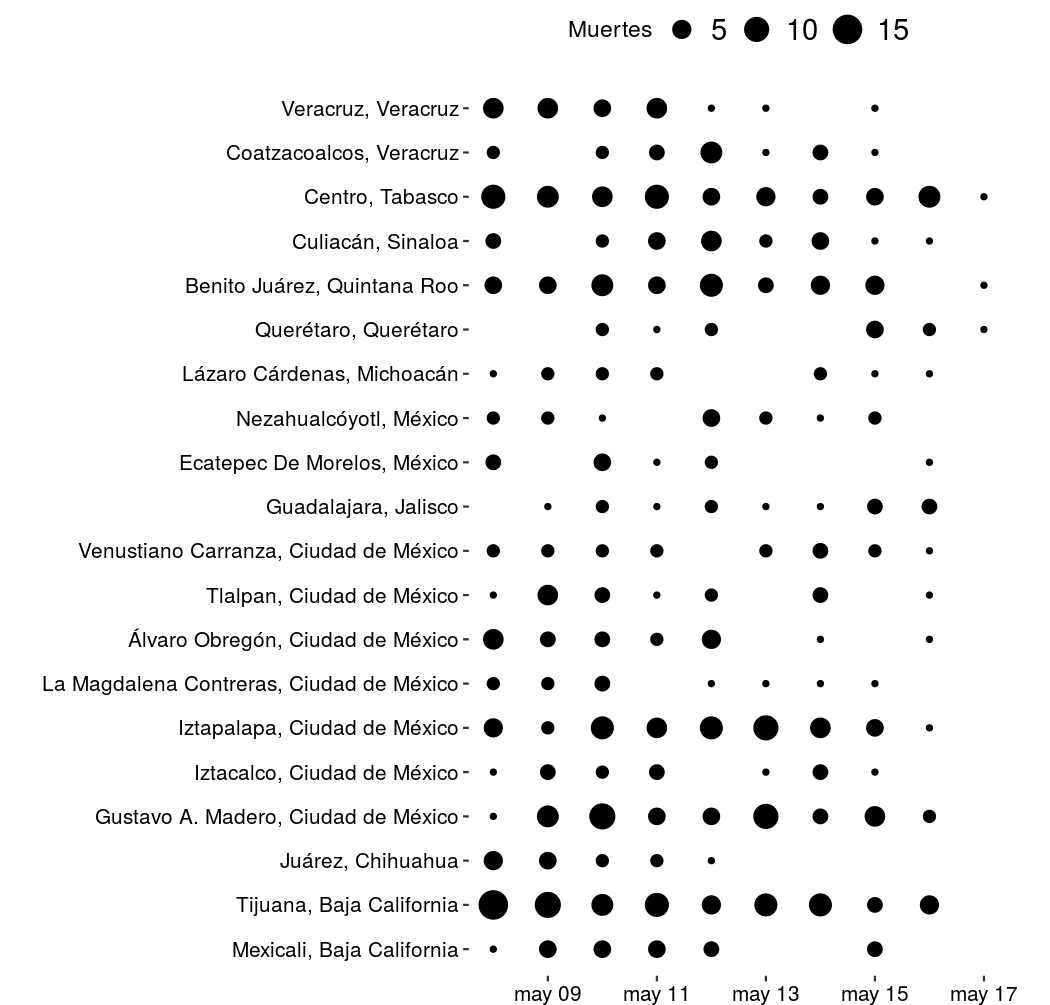 Muertes 5 10 15
Veracruz, Veracruz
Coatzacoalcos, Veracruz
Centro, Tabasco
Culiacán, Sinaloa
Benito Juárez, Quintana Roo
Querétaro, Querétaro
Lázaro Cárdenas, Michoacán
Nezahualcóyotl, México
Ecatepec De Morelos, México
Guadalajara, Jalisco
Venustiano Carranza, Ciudad de México
Tlalpan, Ciudad de México
Álvaro Obregón, Ciudad de México
La Magdalena Contreras, Ciudad de México
Iztapalapa, Ciudad de México
Iztacalco, Ciudad de México
Gustavo A. Madero, Ciudad de México
Juárez, Chihuahua
Tijuana, Baja California
Mexicali, Baja California
may 09 may 11 may 13 may 15 may 17